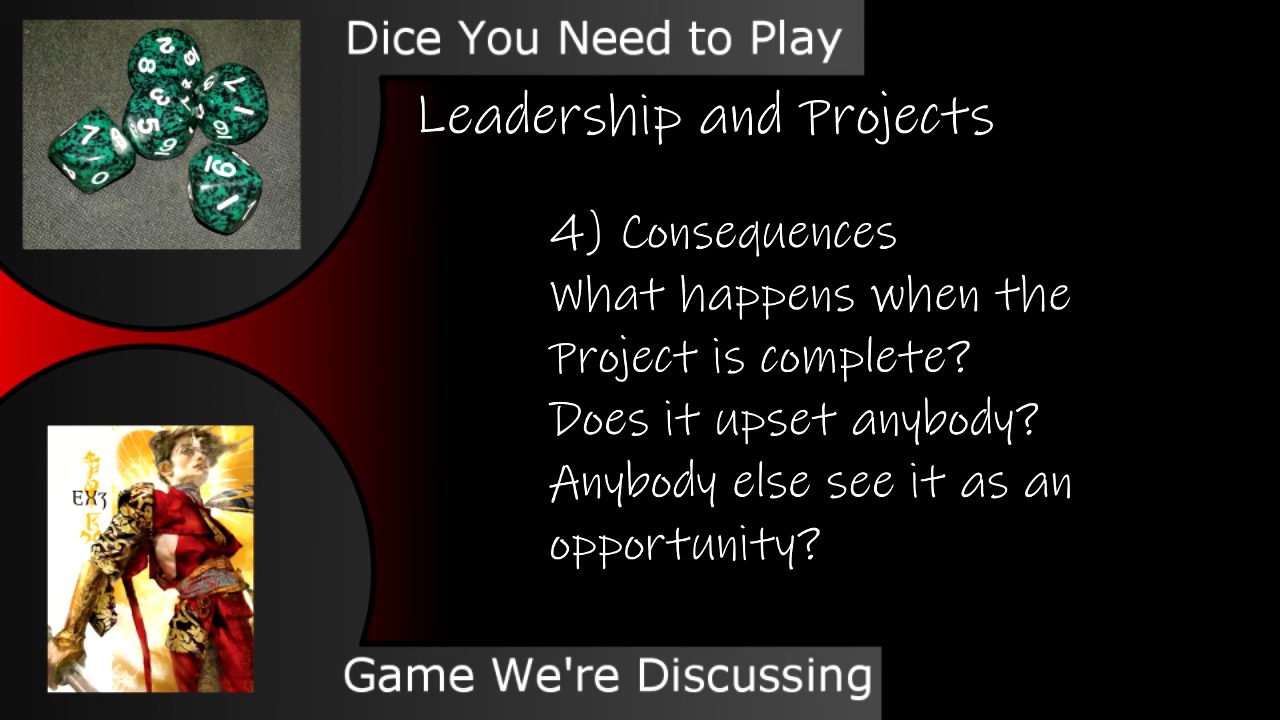 Dice You Need to Play
Leadership and Projects
4) Consequences
What happens when the
Project is complete?
Does it upset anybody?
Anybody else see it as an
opportunity?
EX3
Game We're Discussing